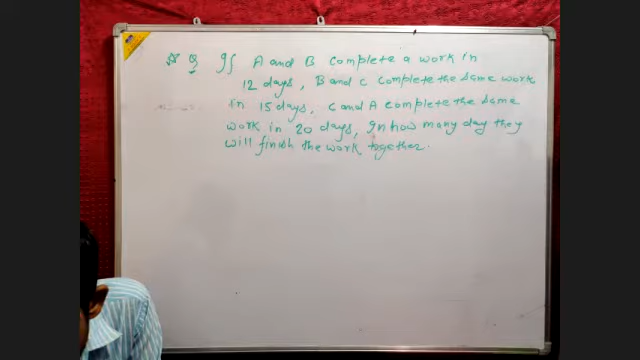 Q If A and B complete a work in
12 days, B and C complete the same work
in 15 days, C and A complete the same
work in 20 days, In how many day they
will finish the work together.